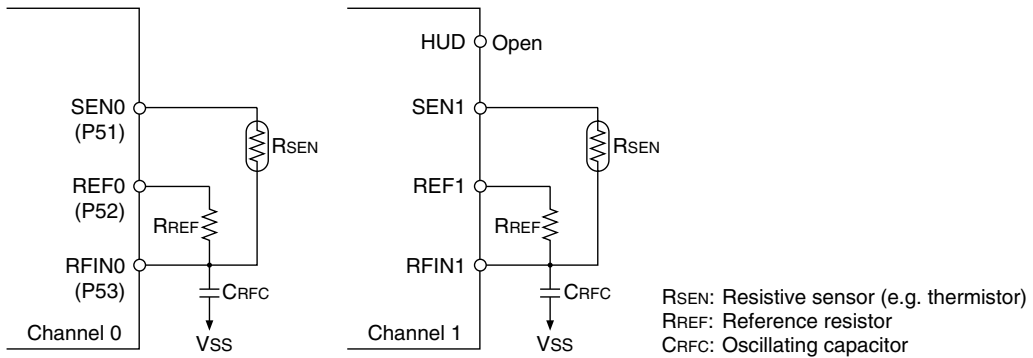 HUD Open
SEN0
(P51)
RSEN
REF0
(P52)
RREF
RFIN0
(P53)
CRFC
Channel 0
VSS
SEN1
RSEN
REF1
RREF
RFIN1
CRFC
Channel 1
VSS
RSEN: Resistive sensor (e.g. thermistor)
RREF: Reference resistor
CRFC: Oscillating capacitor